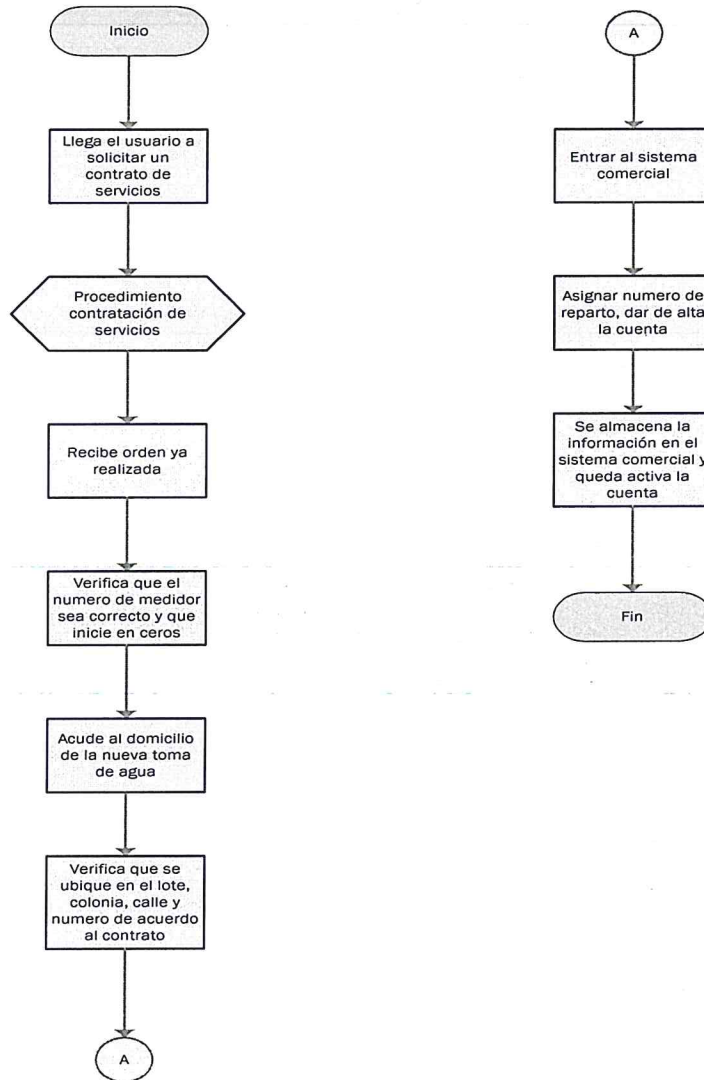 Inicio
Llega el usuario a
solicitar un
contrato de
servicios
Procedimiento
contratación de
servicios
Recibe orden ya
realizada
Verifica que el
numero de medidor
sea correcto y que
inicie en ceros
Acude al domicilio
de la nueva toma
de agua
Verifica que se
ubique en el lote,
colonia, calle y
numero de acuerdo
al contrato
A
A
Entrar al sistema
comercial
Asignar numero de
reparto, dar de alta
la cuenta
Se almacena la
información en el
sistema comercial y
queda activa la
cuenta
Fin